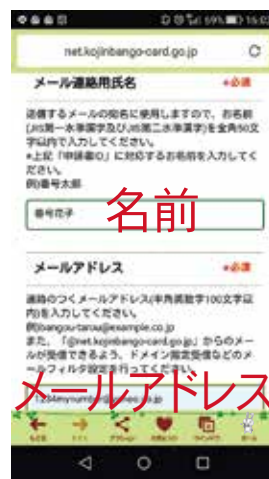 69% 16:05
net.kojinbango-card.go.jp
メール連絡用氏名 *必須
送信するメールの宛名に使用しますので、お名前
(JIS第一水準漢字及びJIS第二水準漢字)を全角50文
字以内で入力してください。
*上記「申請書ID」に対応するお名前を入力してく
ださい。
例)番号太郎
番号花子
名前
メールアドレス *必須
連絡のつくメールアドレス(半角英数字100文字以
内)を入力してください。
例)bangou-tarou@example.co.jp
また、「@net.kojinbango-card.go.jp」からのメー
ルが受信できるよう、ドメイン指定受信などのメ
ールフィルタ設定を行ってください。
メールアドレス